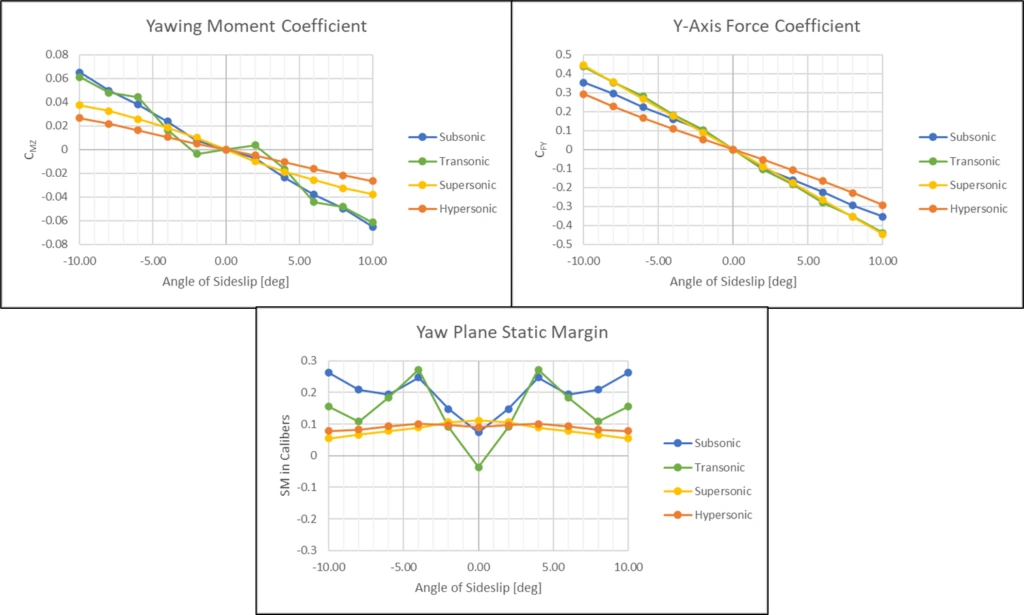 Yawing Moment Coefficient
0.08
0.06
0.04
0.02
0
-0.02
-0.04
-0.06
-0.08
C_MZ
-10.00 -5.00 0.00 5.00 10.00
Angle of Sideslip [deg]
Subsonic
Transonic
Supersonic
Hypersonic
Y-Axis Force Coefficient
0.5
0.4
0.3
0.2
0.1
0
-0.1
-0.2
-0.3
-0.4
-0.5
C_FY
-10.00 -5.00 0.00 5.00 10.00
Angle of Sideslip [deg]
Subsonic
Transonic
Supersonic
Hypersonic
Yaw Plane Static Margin
0.3
0.2
0.1
0
-0.1
-0.2
-0.3
SM in Calibers
-10.00 -5.00 0.00 5.00 10.00
Angle of Sideslip [deg]
Subsonic
Transonic
Supersonic
Hypersonic